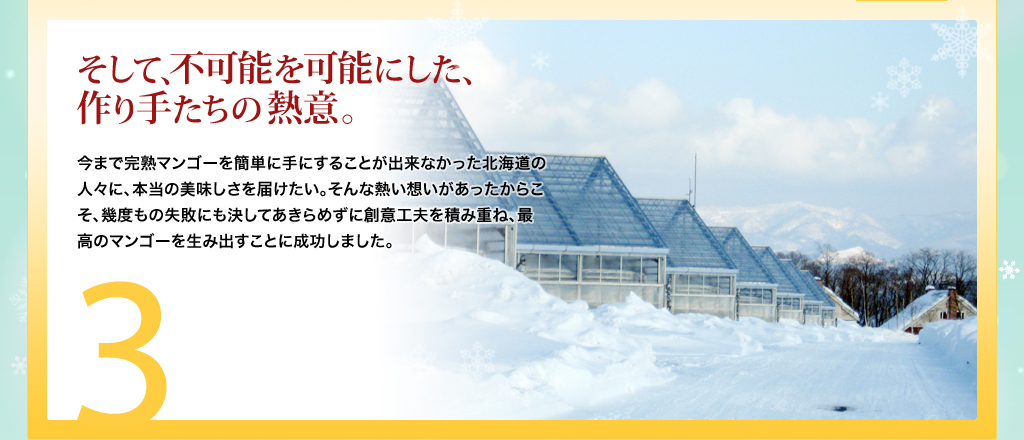 そして、不可能を可能にした、
作り手たちの熱意。
今まで完熟マンゴーを簡単に手にすることが出来なかった北海道の
人々に、本当の美味しさを届けたい。そんな熱い想いがあったからこ
そ、幾度もの失敗にも決してあきらめずに創意工夫を積み重ね、最
高のマンゴーを生み出すことに成功しました。
3